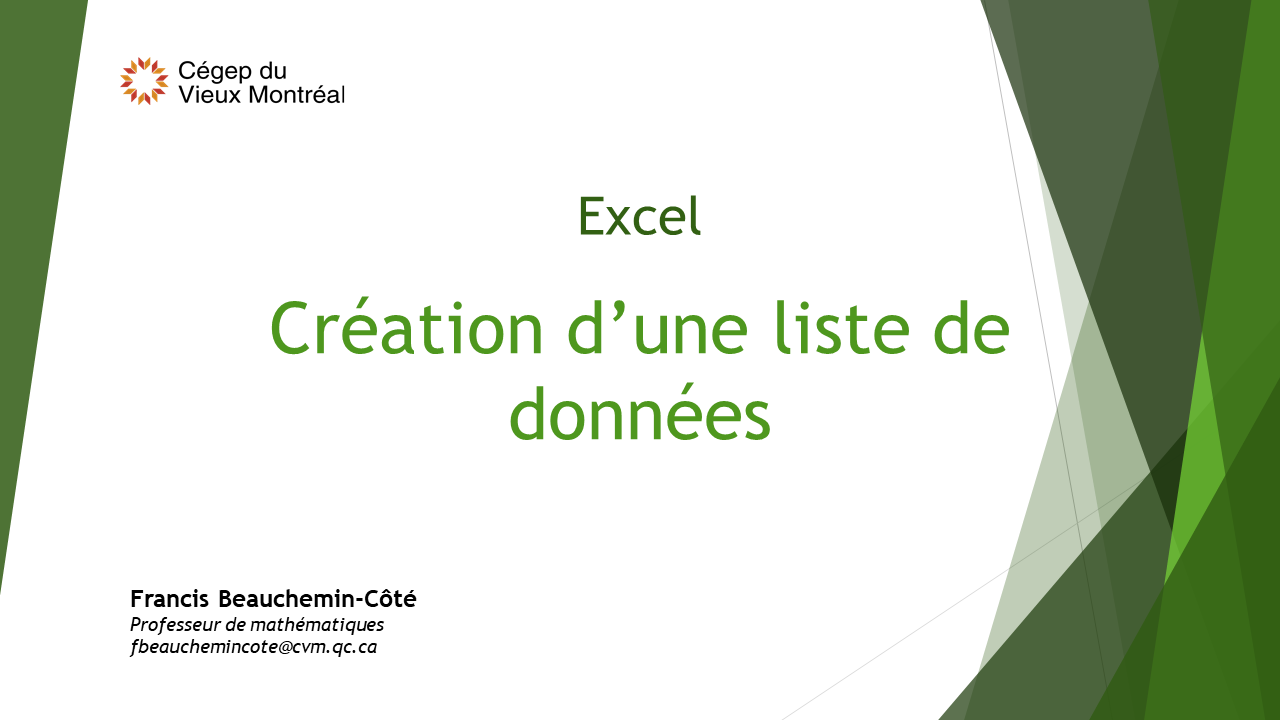 Cégep du
Vieux Montréal
Excel
Création d’une liste de
données
Francis Beauchemin-Côté
Professeur de mathématiques
fbeauchemincote@cvm.qc.ca